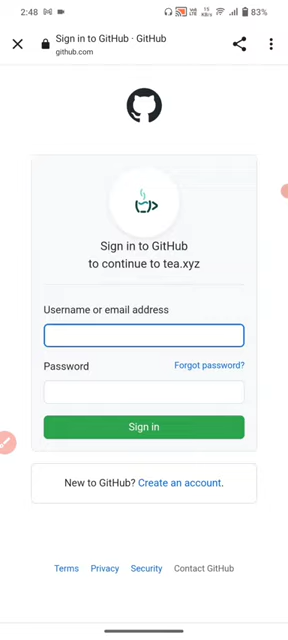 2:48
83%
Sign in to GitHub · GitHub
github.com
Sign in to GitHub
to continue to tea.xyz
Username or email address
Password
Forgot password?
Sign in
New to GitHub? Create an account.
Terms Privacy Security Contact GitHub